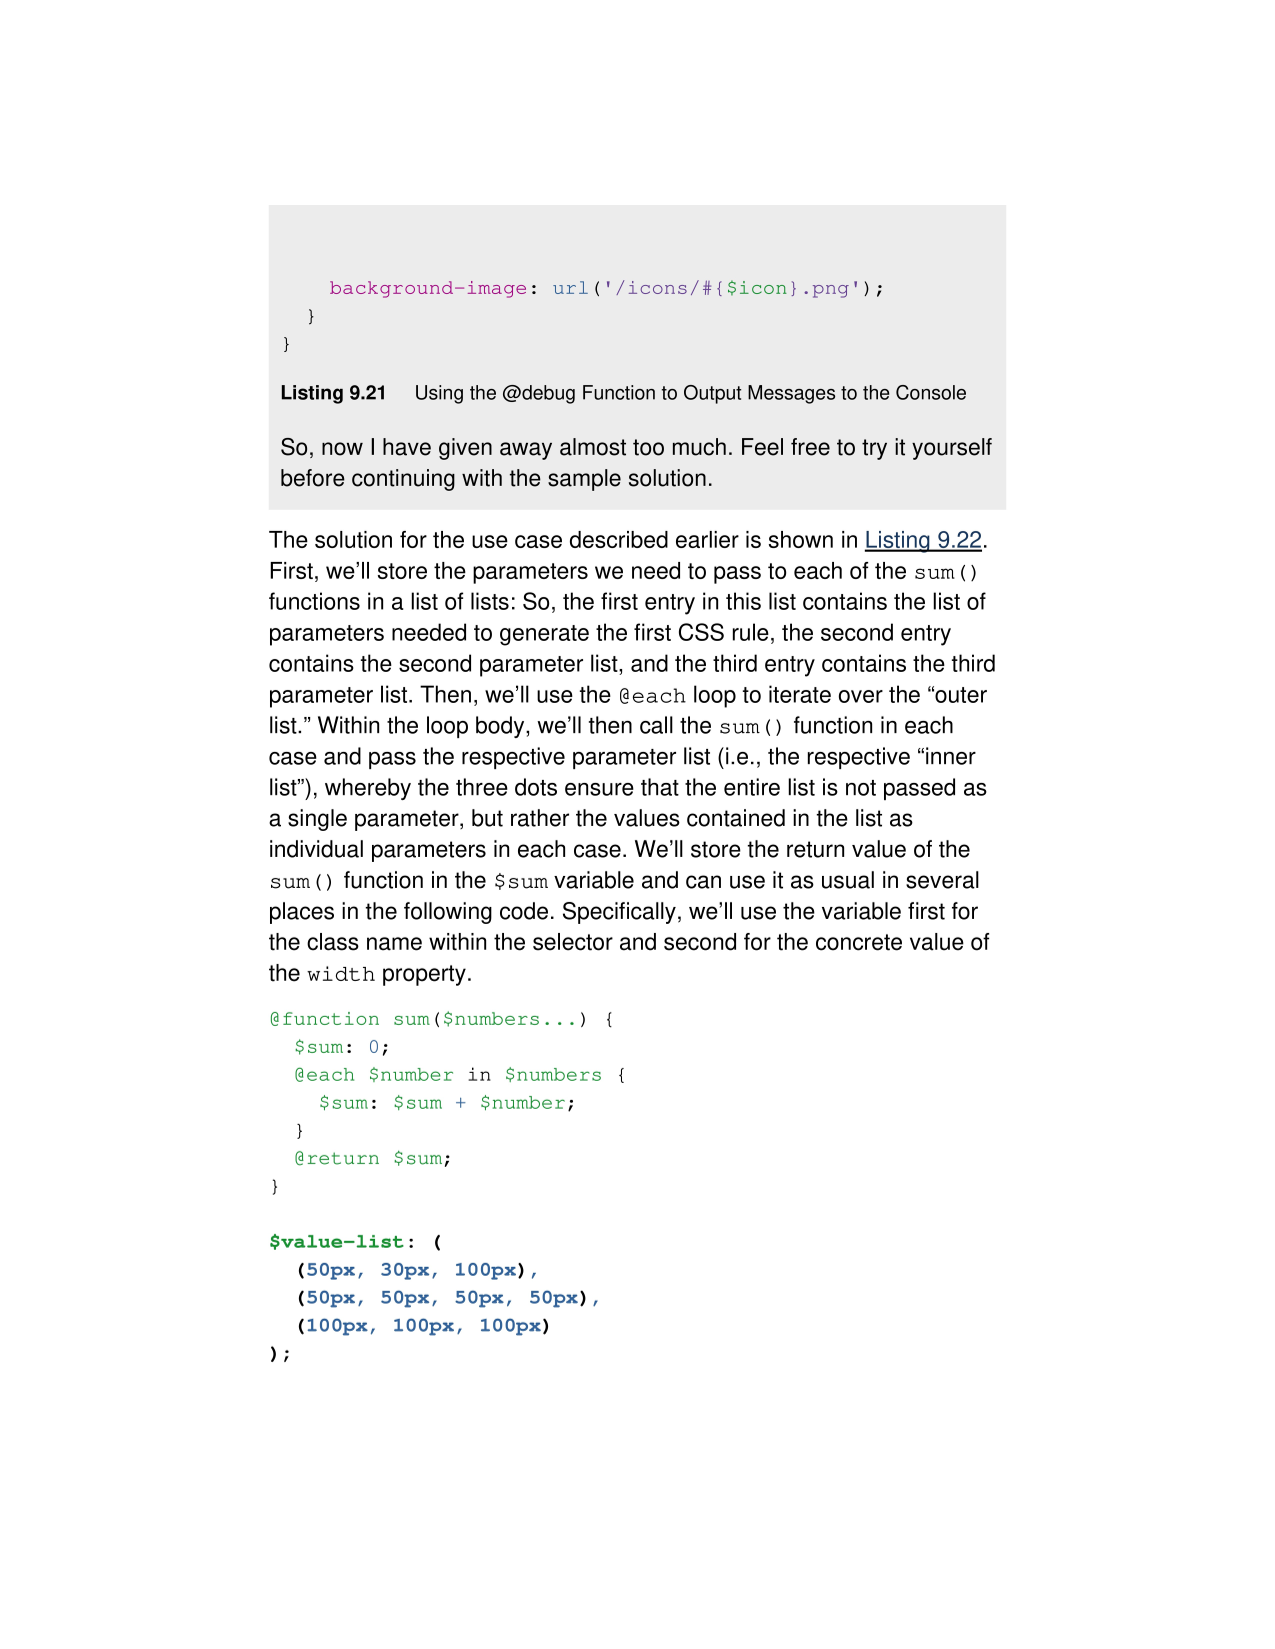 background-image: url('/icons/#{$icon}.png');
}
}
Listing 9.21 Using the @debug Function to Output Messages to the Console
So, now I have given away almost too much. Feel free to try it yourself
before continuing with the sample solution.
The solution for the use case described earlier is shown in Listing 9.22.
First, we’ll store the parameters we need to pass to each of the sum()
functions in a list of lists: So, the first entry in this list contains the list of
parameters needed to generate the first CSS rule, the second entry
contains the second parameter list, and the third entry contains the third
parameter list. Then, we’ll use the @each loop to iterate over the “outer
list.” Within the loop body, we’ll then call the sum() function in each
case and pass the respective parameter list (i.e., the respective “inner
list”), whereby the three dots ensure that the entire list is not passed as
a single parameter, but rather the values contained in the list as
individual parameters in each case. We’ll store the return value of the
sum() function in the $sum variable and can use it as usual in several
places in the following code. Specifically, we’ll use the variable first for
the class name within the selector and second for the concrete value of
the width property.
@function sum($numbers...) {
$sum: 0;
@each $number in $numbers {
$sum: $sum + $number;
}
@return $sum;
}
$value-list: (
(50px, 30px, 100px),
(50px, 50px, 50px, 50px),
(100px, 100px, 100px)
);